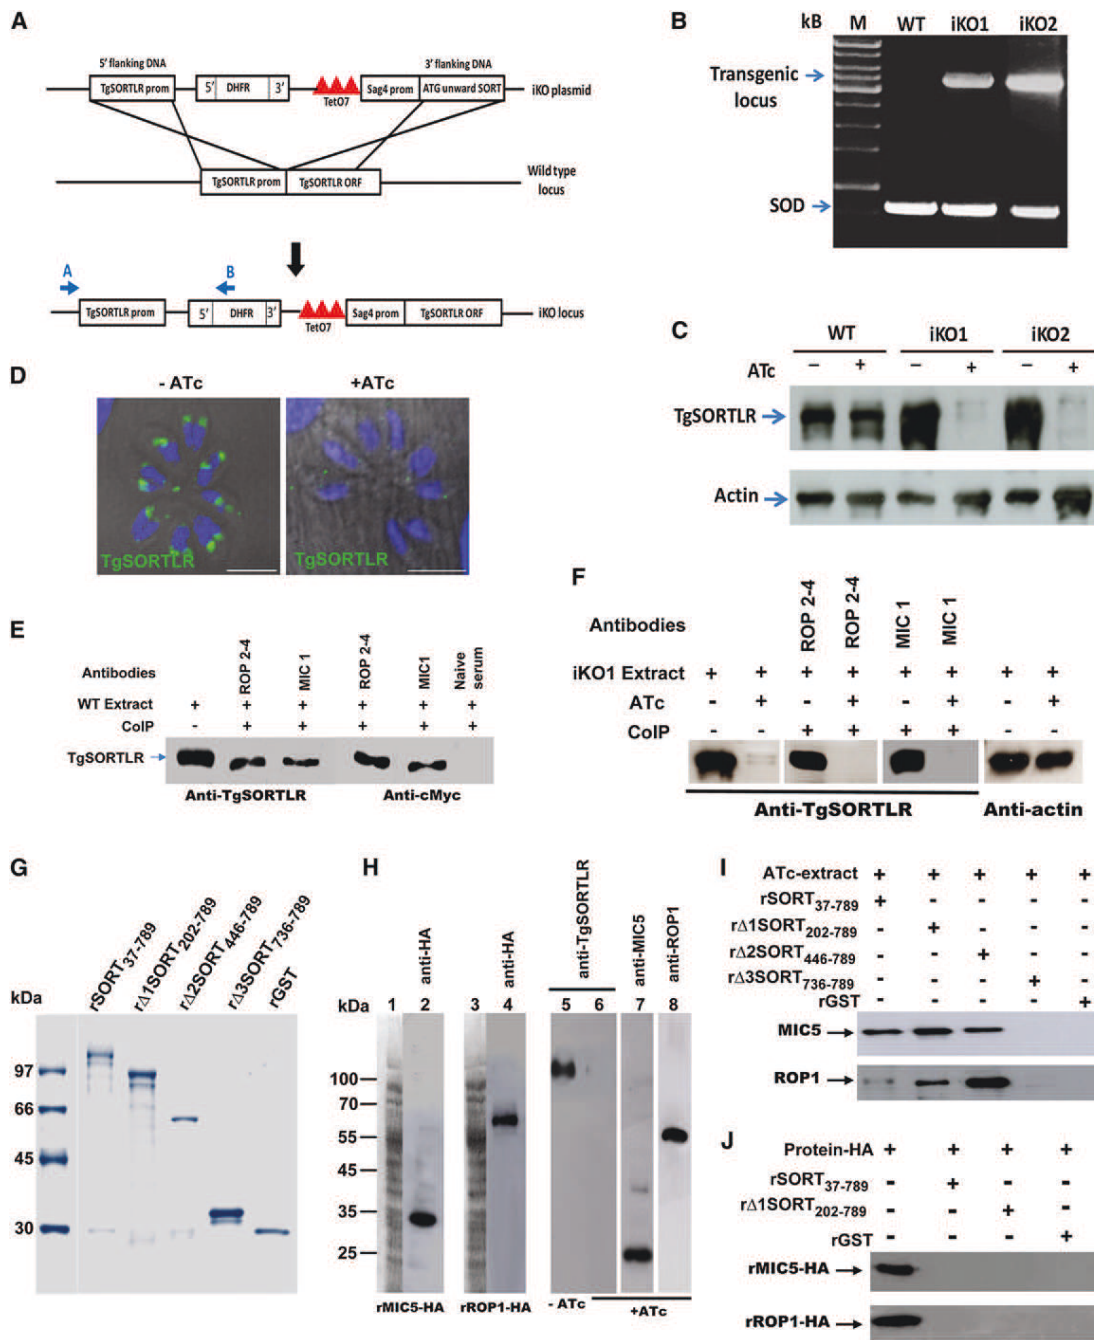 A
5' flanking DNA
3' flanking DNA
TgSORTLR prom
5'
DHFR
3'
TetO7
Sag4 prom
ATG unward SORT
iKO plasmid
TgSORTLR prom
TgSORTLR ORF
Wild type
locus
A
B
TgSORTLR prom
5'
DHFR
3'
TetO7
Sag4 prom
TgSORTLR ORF
iKO locus
B
kB M WT iKO1 iKO2
Transgenic
locus
SOD
C
WT iKO1 iKO2
ATc - + - + - +
TgSORTLR
Actin
D
- ATc +ATc
TgSORTLR TgSORTLR
E
Antibodies ROP 2-4 MIC 1 ROP 2-4 MIC1 Naive serum
WT Extract + + + + + +
CoIP - + + + + +
TgSORTLR
Anti-TgSORTLR Anti-cMyc
F
Antibodies ROP 2-4 ROP 2-4 MIC 1 MIC 1
iKO1 Extract + + + + + + + +
ATc - + - + - + - +
CoIP - - + + + +
Anti-TgSORTLR Anti-actin
G
rSORT37-789 rΔ1SORT202-789 rΔ2SORT446-789 rΔ3SORT736-789 rGST
kDa
97
66
45
30
H
anti-HA anti-HA anti-TgSORTLR anti-MIC5 anti-ROP1
kDa 1 2 3 4 5 6 7 8
100
70
55
45
35
25
rMIC5-HA rROP1-HA - ATc +ATc
I
ATc-extract + + + + +
rSORT37-789 + - - - -
rΔ1SORT202-789 - + - - -
rΔ2SORT446-789 - - + - -
rΔ3SORT736-789 - - - + -
rGST - - - - +
MIC5
ROP1
J
Protein-HA + + + +
rSORT37-789 - + - -
rΔ1SORT202-789 - - + -
rGST - - - +
rMIC5-HA
rROP1-HA